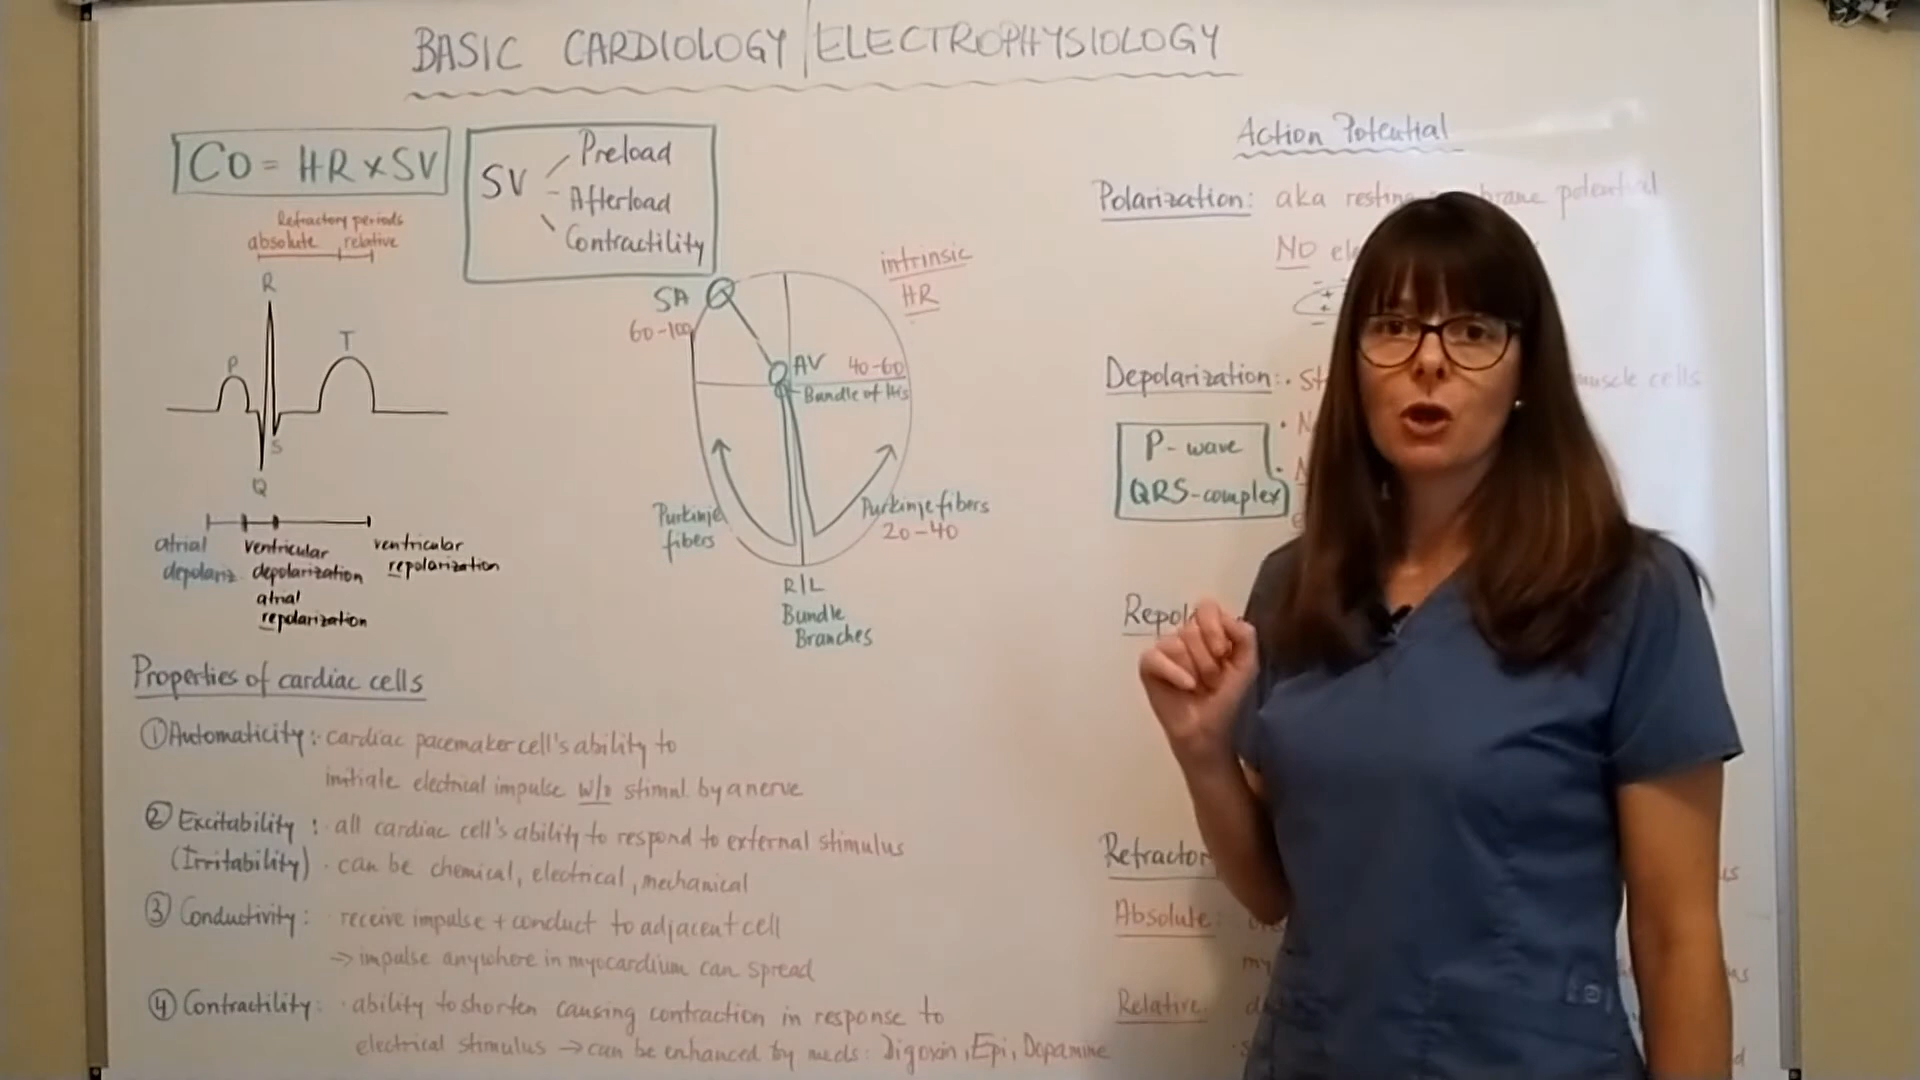 BASIC CARDIOLOGY/ELECTROPHYSIOLOGY
CO = HR x SV
SV
Preload
Afterload
Contractility
Refractory periods
absolute relative
R
P
T
S
Q
atrial
depolariz.
ventricular
depolarization
atrial
repolarization
ventricular
repolarization
SA
60-100
intrinsic
HR
AV 40-60
Bundle of His
Purkinje
fibers
Purkinje fibers
20-40
R/L
Bundle
Branches
Properties of cardiac cells
① Automaticity: cardiac pacemaker cell's ability to
initiate electrical impulse w/o stimul. by a nerve
② Excitability: all cardiac cell's ability to respond to external stimulus
(Irritability) · can be chemical, electrical, mechanical
③ Conductivity: receive impulse + conduct to adjacent cell
→ impulse anywhere in myocardium can spread
④ Contractility: · ability to shorten causing contraction in response to
electrical stimulus → can be enhanced by meds: Digoxin, Epi, Dopamine
Action Potential
Polarization: aka potential
NO
Depolarization: muscle cells
P-wave
QRS-complex
Absolute:
Relative